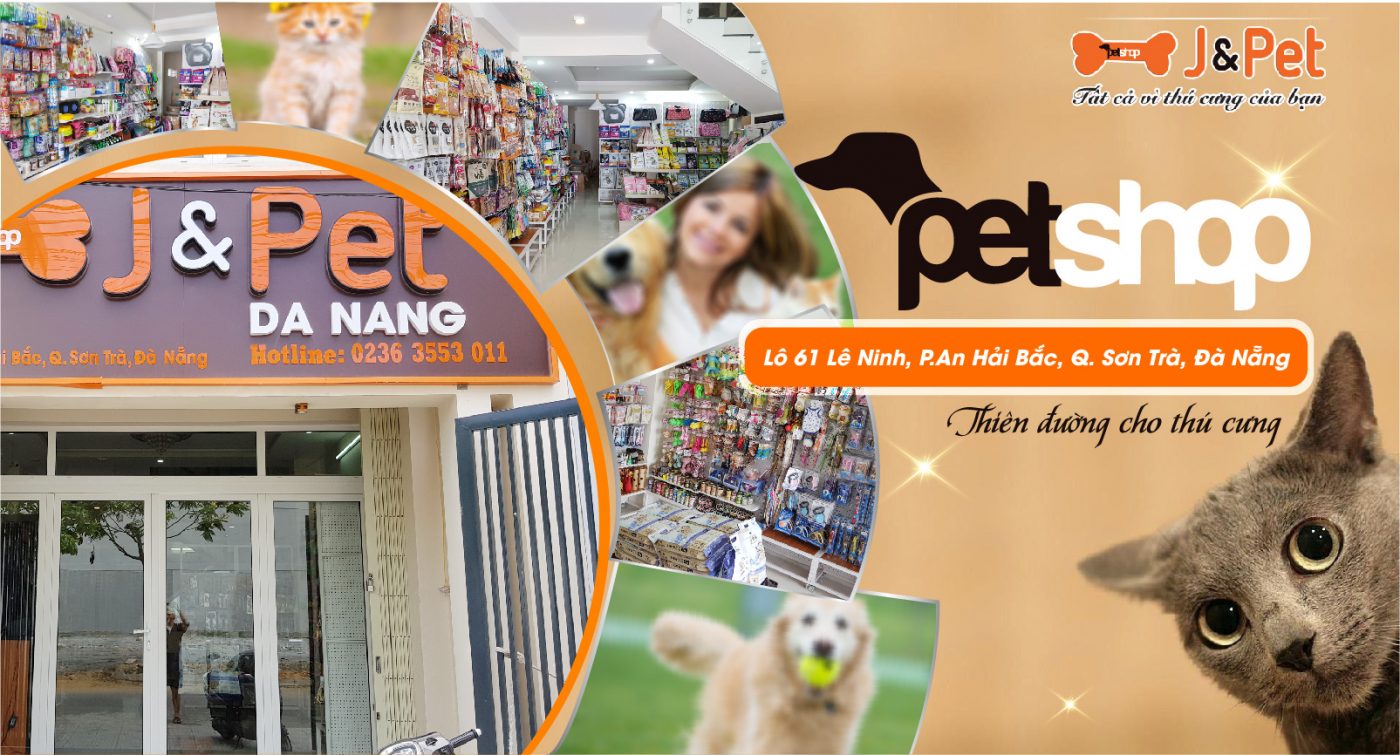 petshop J&Pet
Tất cả vì thú cưng của bạn
petshop
Lô 61 Lê Ninh, P.An Hải Bắc, Q. Sơn Trà, Đà Nẵng
Thiên đường cho thú cưng
J&Pet
DA NANG
Bắc, Q. Sơn Trà, Đà Nẵng
Hotline: 0236 3553 011